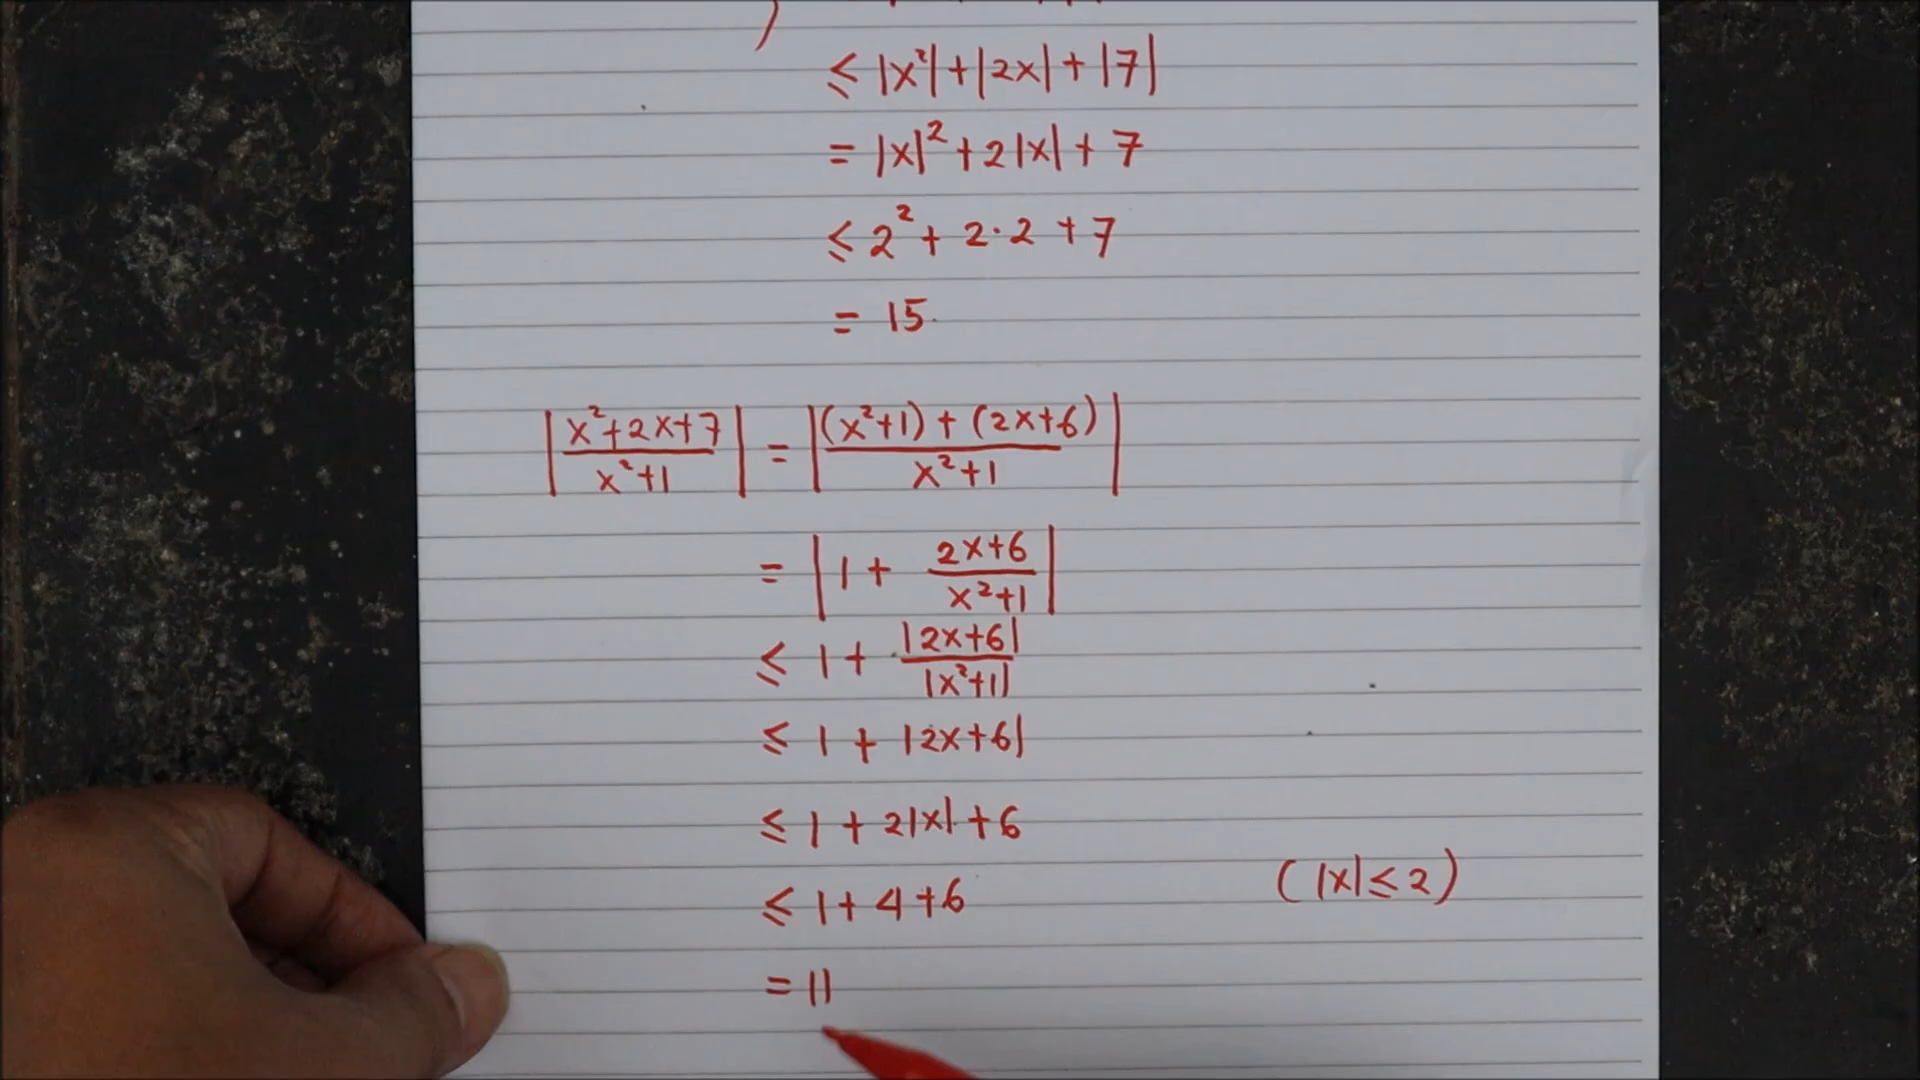 ≤ |x²| + |2x| + |7|
= |x|² + 2|x| + 7
≤ 2² + 2·2 + 7
= 15.
|x²+2x+7 / x²+1| = |(x²+1) + (2x+6) / x²+1|
= |1 + 2x+6 / x²+1|
≤ 1 + |2x+6| / |x²+1|
≤ 1 + |2x+6|
≤ 1 + 2|x| + 6
≤ 1 + 4 + 6 (|x| ≤ 2)
= 11